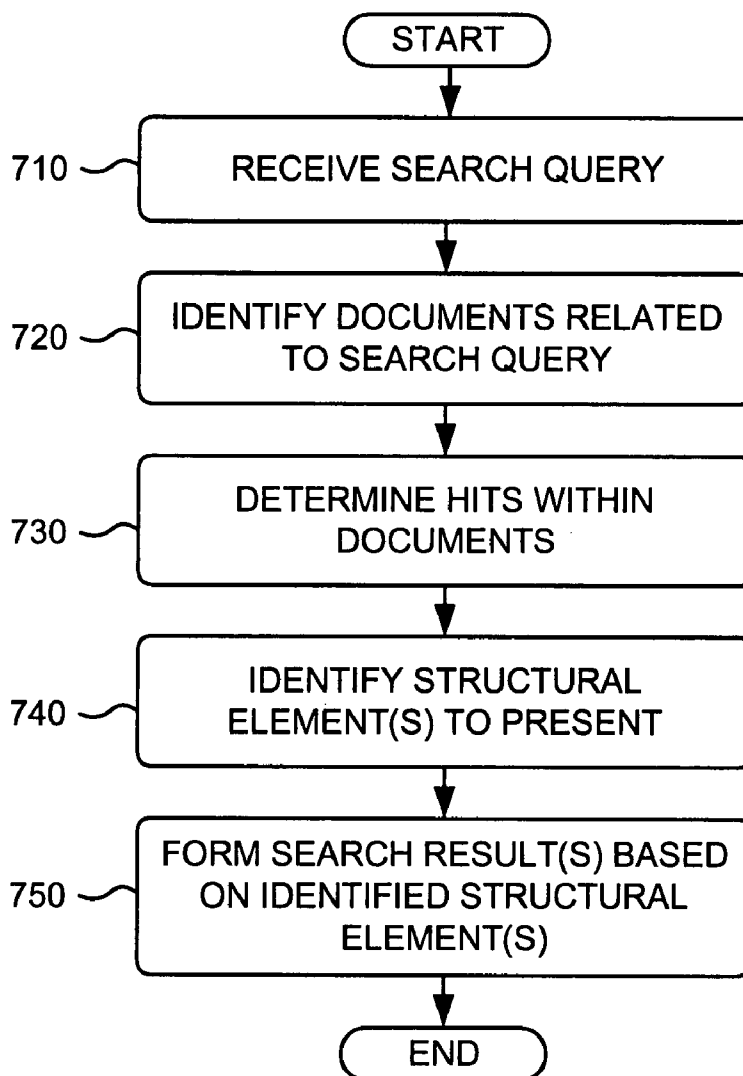 START
710
RECEIVE SEARCH QUERY
720
IDENTIFY DOCUMENTS RELATED
TO SEARCH QUERY
730
DETERMINE HITS WITHIN
DOCUMENTS
740
IDENTIFY STRUCTURAL
ELEMENT(S) TO PRESENT
750
FORM SEARCH RESULT(S) BASED
ON IDENTIFIED STRUCTURAL
ELEMENT(S)
END